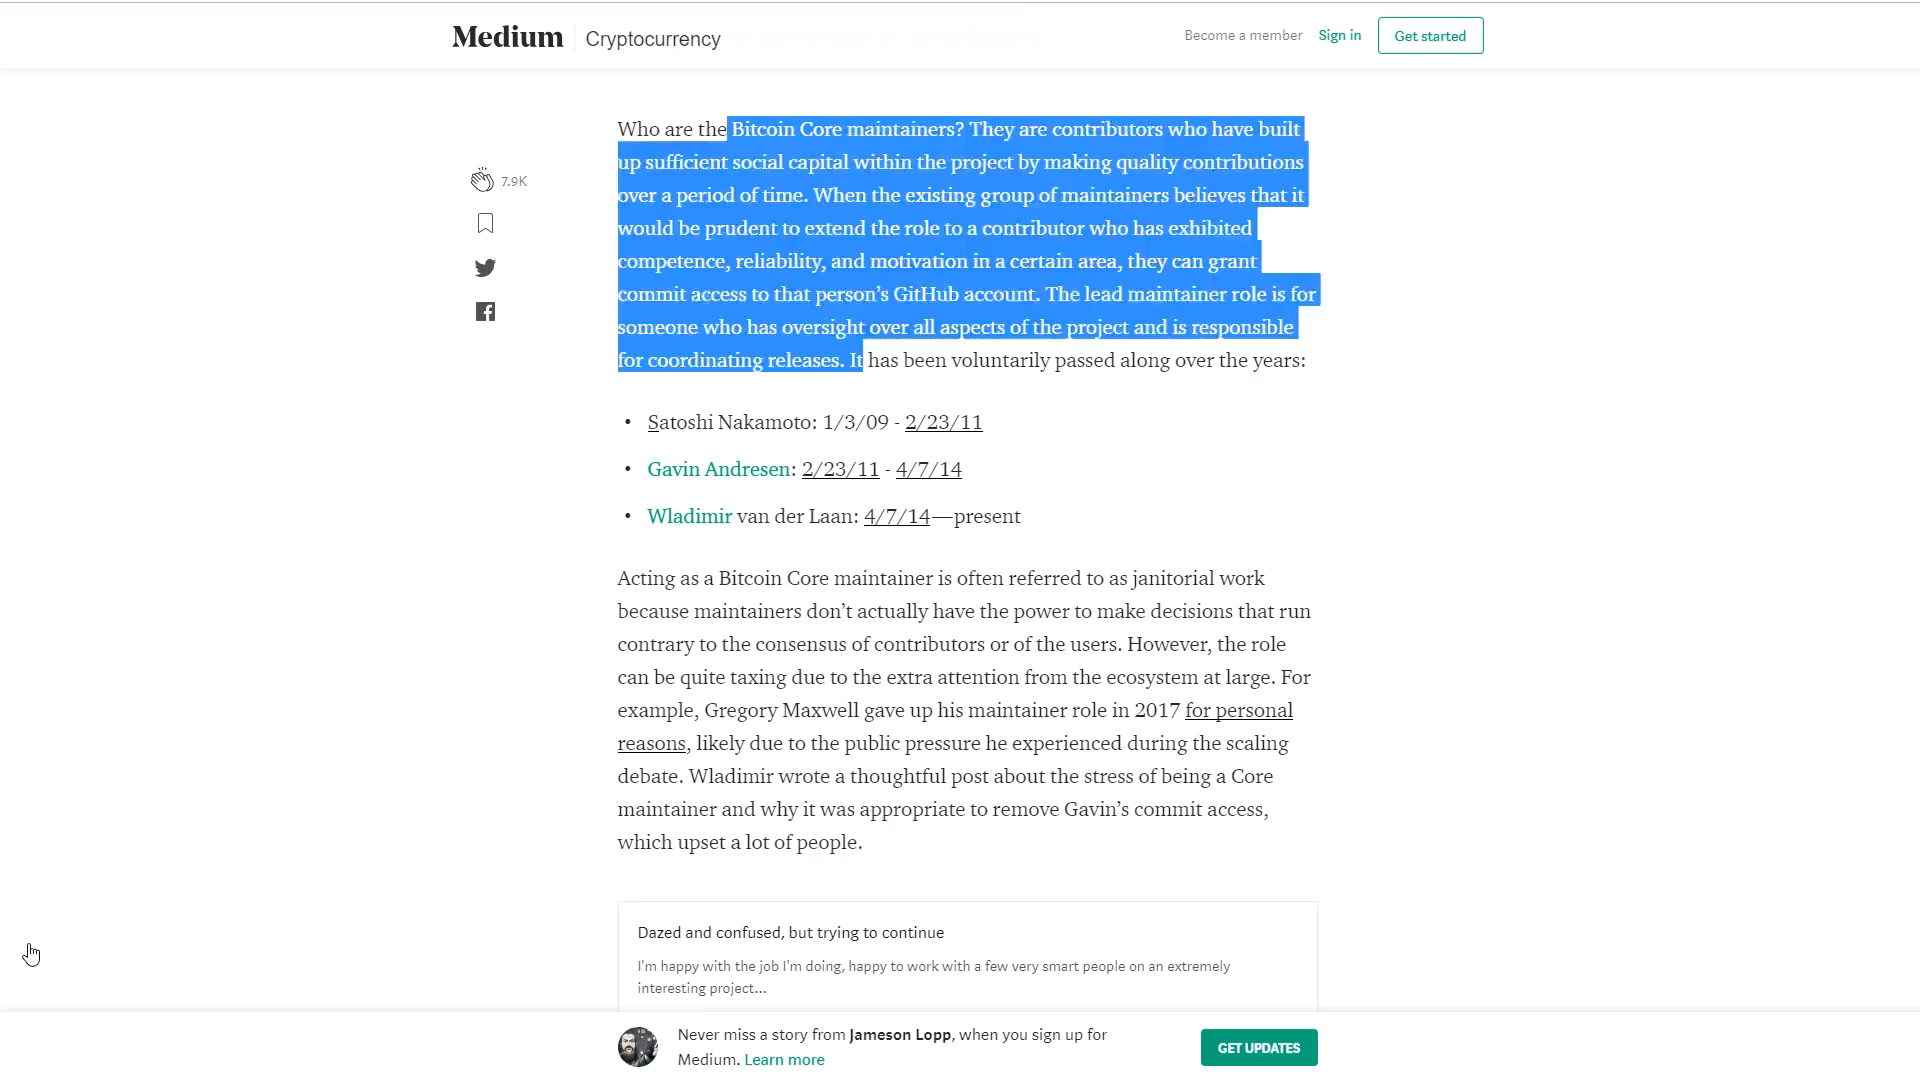 Medium Cryptocurrency Become a member Sign in Get started
Who are the Bitcoin Core maintainers? They are contributors who have built
up sufficient social capital within the project by making quality contributions
over a period of time. When the existing group of maintainers believes that it
would be prudent to extend the role to a contributor who has exhibited
competence, reliability, and motivation in a certain area, they can grant
commit access to that person’s GitHub account. The lead maintainer role is for
someone who has oversight over all aspects of the project and is responsible
for coordinating releases. It has been voluntarily passed along over the years:
7.9K
• Satoshi Nakamoto: 1/3/09 - 2/23/11
• Gavin Andresen: 2/23/11 - 4/7/14
• Wladimir van der Laan: 4/7/14—present
Acting as a Bitcoin Core maintainer is often referred to as janitorial work
because maintainers don’t actually have the power to make decisions that run
contrary to the consensus of contributors or of the users. However, the role
can be quite taxing due to the extra attention from the ecosystem at large. For
example, Gregory Maxwell gave up his maintainer role in 2017 for personal
reasons, likely due to the public pressure he experienced during the scaling
debate. Wladimir wrote a thoughtful post about the stress of being a Core
maintainer and why it was appropriate to remove Gavin’s commit access,
which upset a lot of people.
Dazed and confused, but trying to continue
I'm happy with the job I'm doing, happy to work with a few very smart people on an extremely
interesting project...
Never miss a story from Jameson Lopp, when you sign up for
Medium. Learn more
GET UPDATES